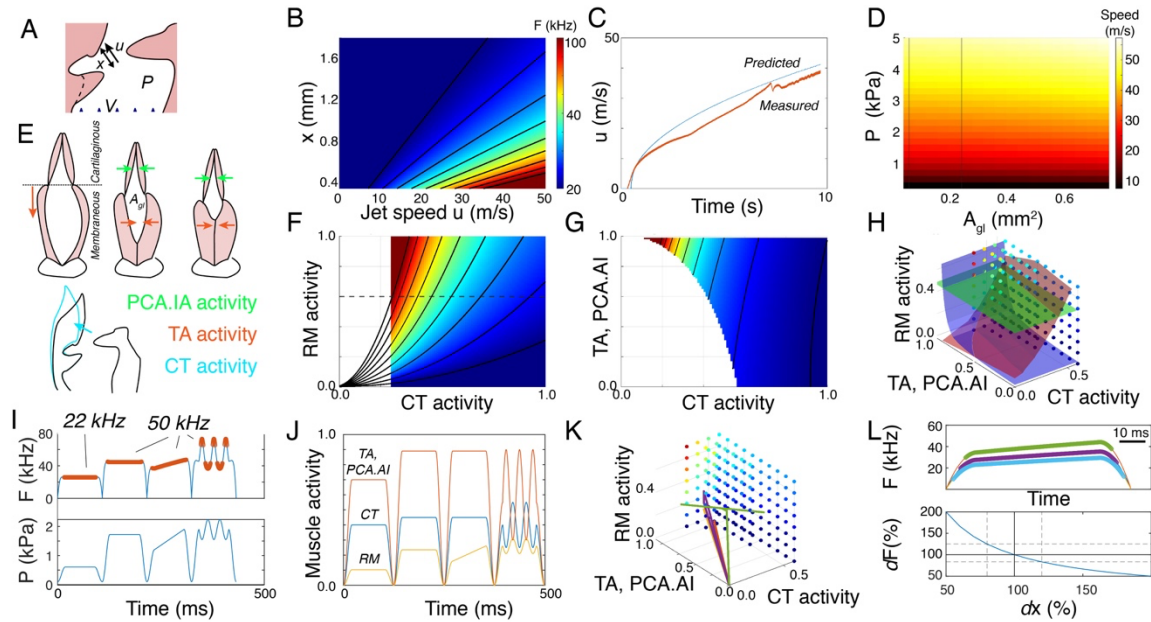 A
u
x
P
V
B
F (kHz)
100
40
20
x (mm)
1.6
1.2
0.8
0.4
0 10 20 30 40 50
Jet speed u (m/s)
C
u (m/s)
50
0
Predicted
Measured
0 10
Time (s)
D
Speed
(m/s)
50
40
30
20
10
P (kPa)
5
4
3
2
1
0.2 0.4 0.6
A_gl (mm²)
E
Cartilaginous
Membraneous
A_gl
PCA.IA activity
TA activity
CT activity
F
RM activity
1.0
0.0
0.0 1.0
CT activity
G
TA, PCA.AI
1.0
0.0
0.0 1.0
CT activity
H
RM activity
0.4
0.0
1.0
TA, PCA.AI
0.0
0.0
0.5
CT activity
I
22 kHz
50 kHz
F (kHz)
80
40
0
P (kPa)
2
1
0
0 500
Time (ms)
J
Muscle activity
1.0
0.0
TA,
PCA.AI
CT
RM
0 500
Time (ms)
K
RM activity
0.4
0.0
1.0
TA, PCA.AI
0.0
0.0
0.5
CT activity
L
10 ms
F (kHz)
60
40
20
0
Time
dF(%)
200
150
100
50
50 100 150
dx (%)